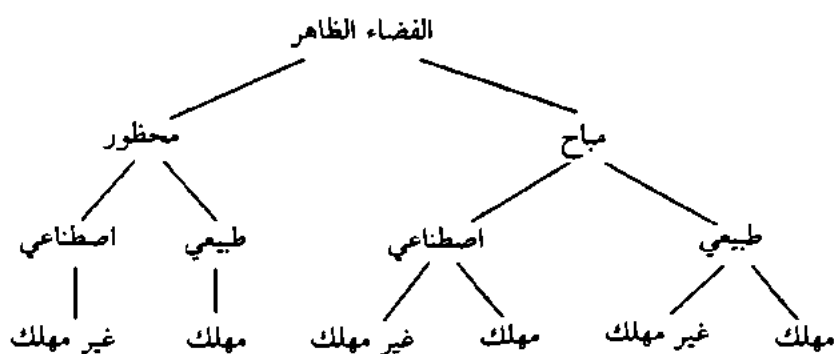 الفضاء الظاهر
مباح محظور
طبيعي اصطناعي طبيعي اصطناعي
مهلك غير مهلك مهلك غير مهلك مهلك غير مهلك